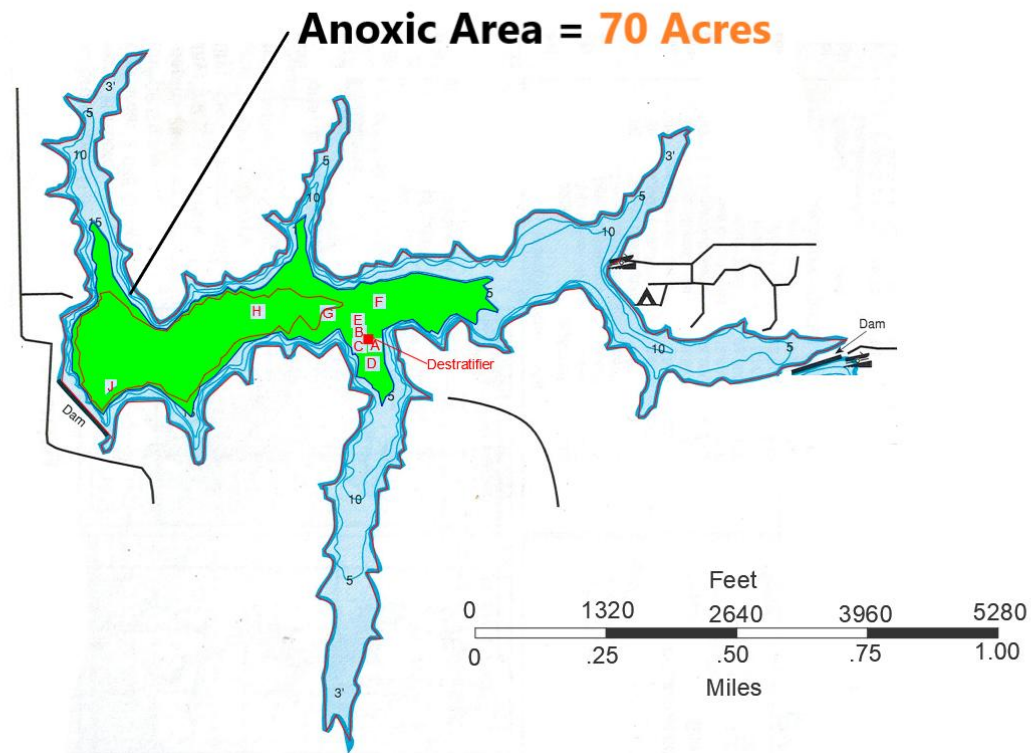 Anoxic Area = 70 Acres
3'
5
10
15
5
10
3'
5
10
5
F
H
G
E
B
C
A
D
Destratifier
J
Dam
5
10
5
Dam
10
5
3'
Feet
0 1320 2640 3960 5280
0 .25 .50 .75 1.00
Miles